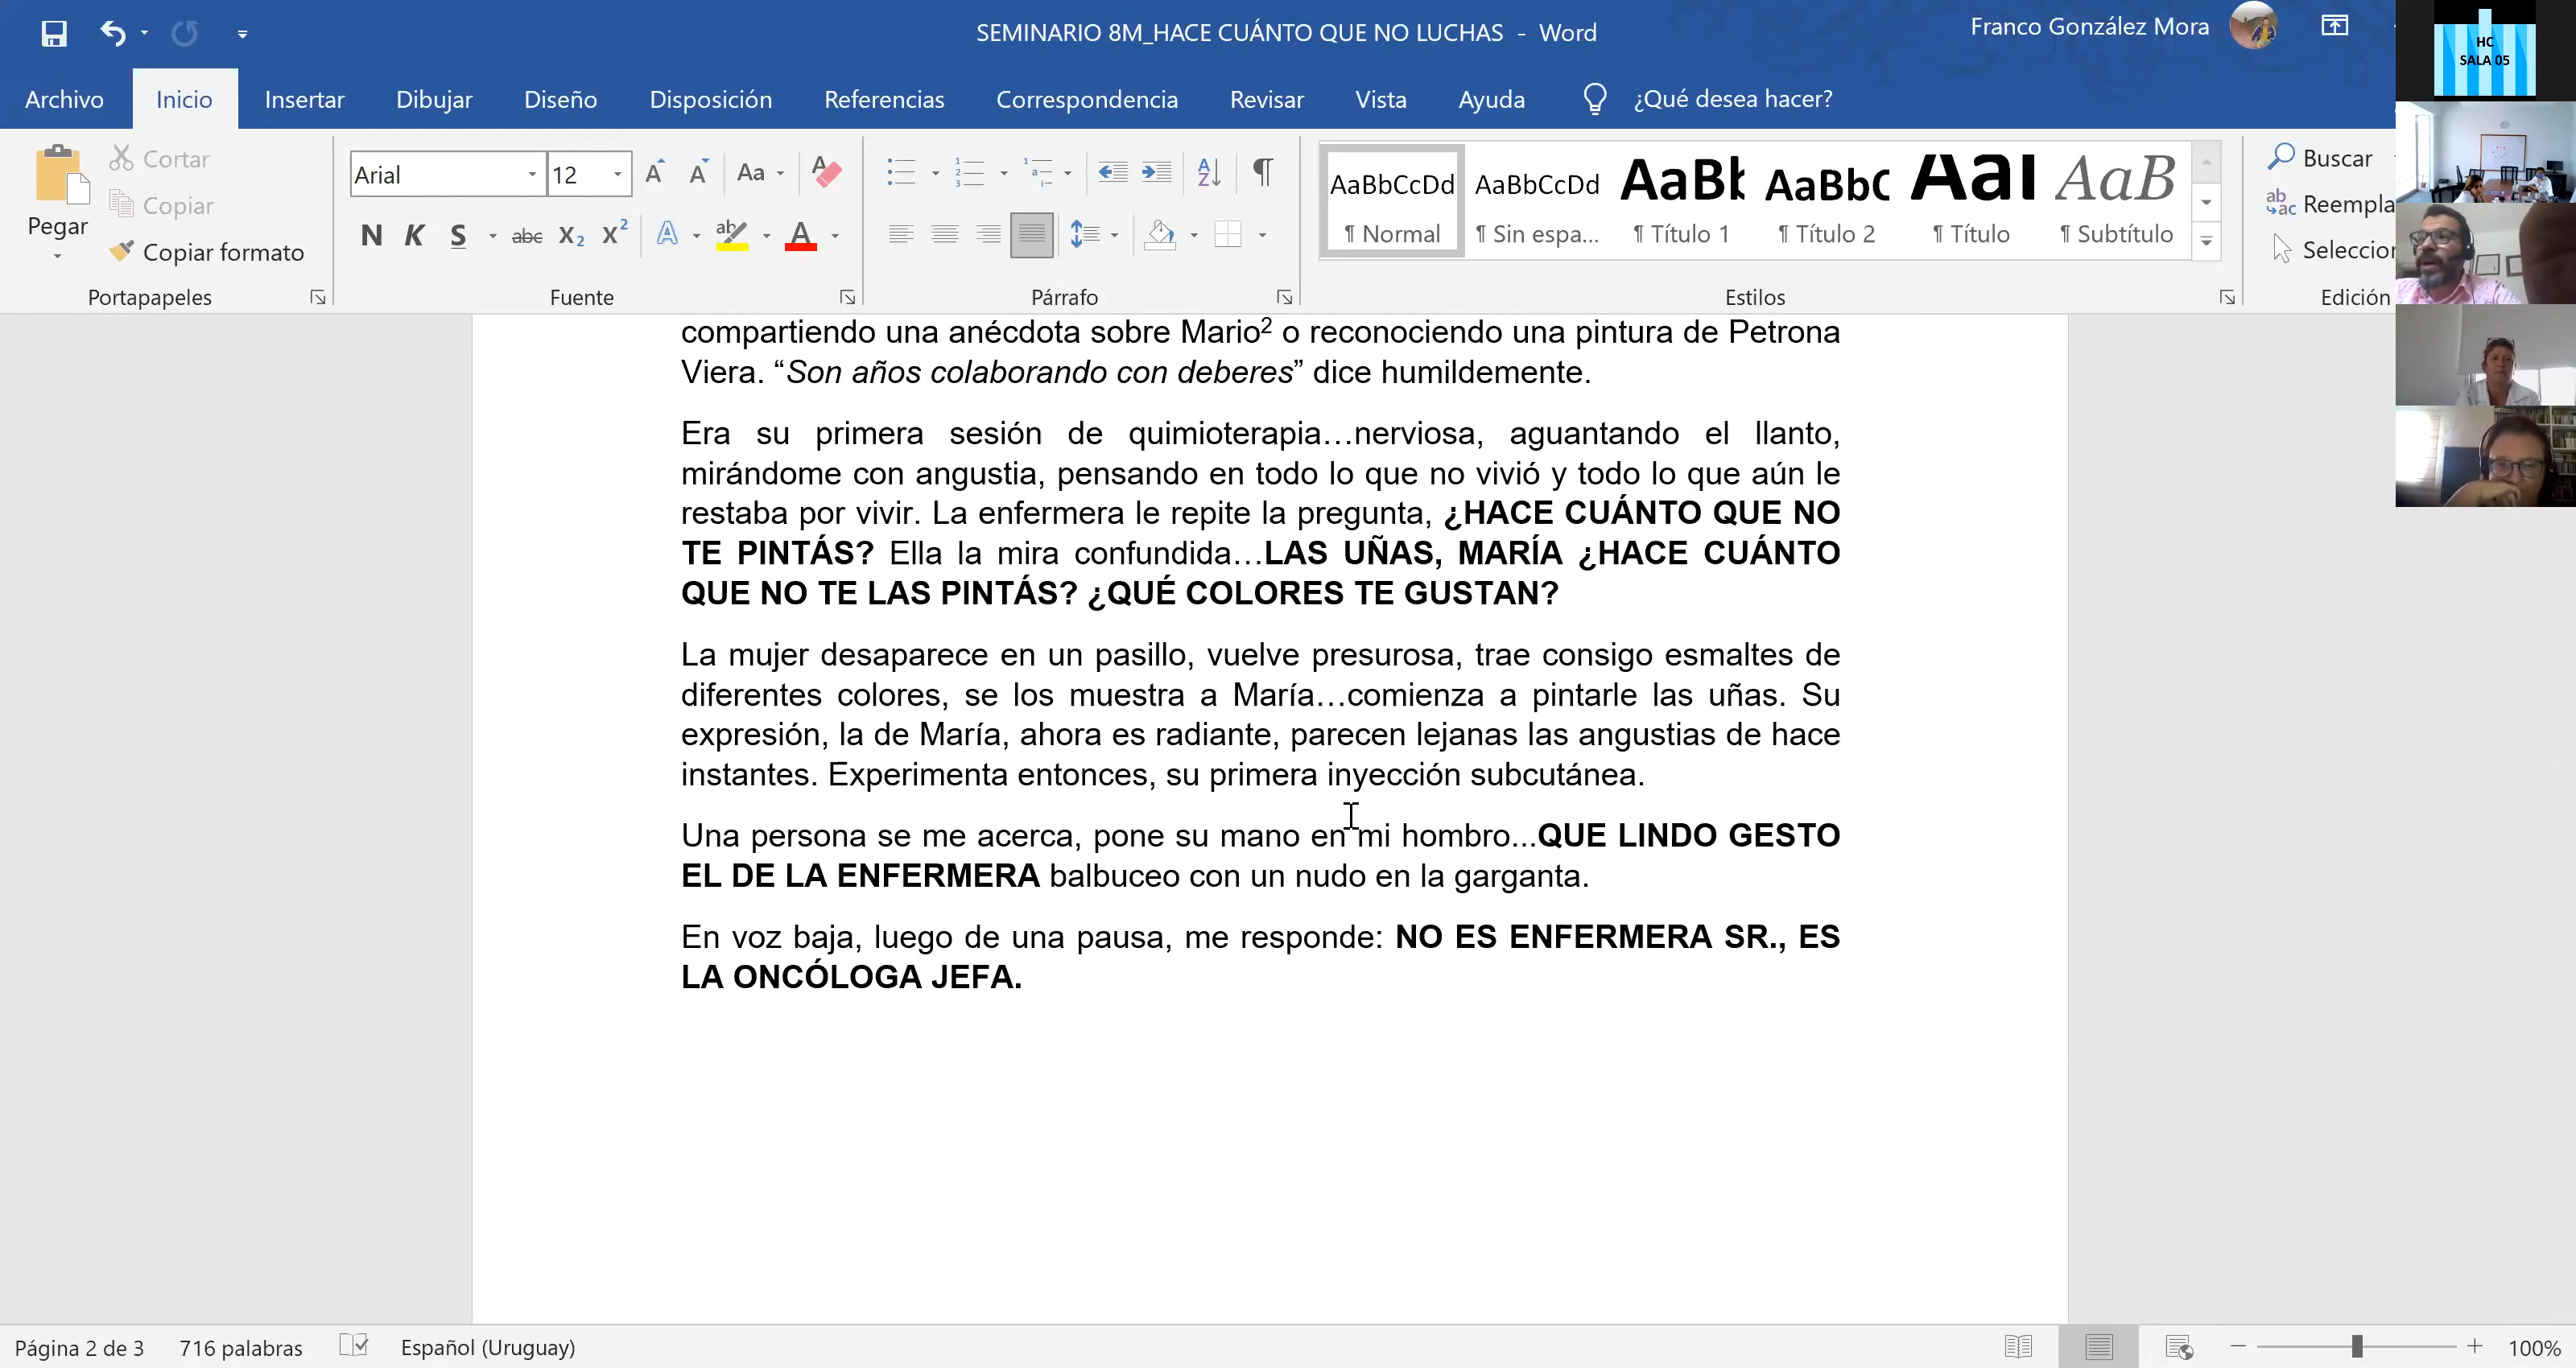 SEMINARIO 8M_HACE CUÁNTO QUE NO LUCHAS - Word
Franco González Mora
HC
SALA 05
Archivo Inicio Insertar Dibujar Diseño Disposición Referencias Correspondencia Revisar Vista Ayuda ¿Qué desea hacer?
Pegar
Cortar
Copiar
Copiar formato
Portapapeles
Arial 12
Fuente
Párrafo
AaBbCcDd AaBbCcDd AaBb AaBbC Aal AaB
¶ Normal ¶ Sin espa... ¶ Título 1 ¶ Título 2 ¶ Título ¶ Subtítulo
Estilos
Buscar
Reempla
Seleccior
Edición
compartiendo una anécdota sobre Mario2 o reconociendo una pintura de Petrona
Viera. “Son años colaborando con deberes” dice humildemente.
Era su primera sesión de quimioterapia…nerviosa, aguantando el llanto,
mirándome con angustia, pensando en todo lo que no vivió y todo lo que aún le
restaba por vivir. La enfermera le repite la pregunta, ¿HACE CUÁNTO QUE NO
TE PINTÁS? Ella la mira confundida…LAS UÑAS, MARÍA ¿HACE CUÁNTO
QUE NO TE LAS PINTÁS? ¿QUÉ COLORES TE GUSTAN?
La mujer desaparece en un pasillo, vuelve presurosa, trae consigo esmaltes de
diferentes colores, se los muestra a María…comienza a pintarle las uñas. Su
expresión, la de María, ahora es radiante, parecen lejanas las angustias de hace
instantes. Experimenta entonces, su primera inyección subcutánea.
Una persona se me acerca, pone su mano en mi hombro...QUE LINDO GESTO
EL DE LA ENFERMERA balbuceo con un nudo en la garganta.
En voz baja, luego de una pausa, me responde: NO ES ENFERMERA SR., ES
LA ONCÓLOGA JEFA.
Página 2 de 3 716 palabras Español (Uruguay) 100%